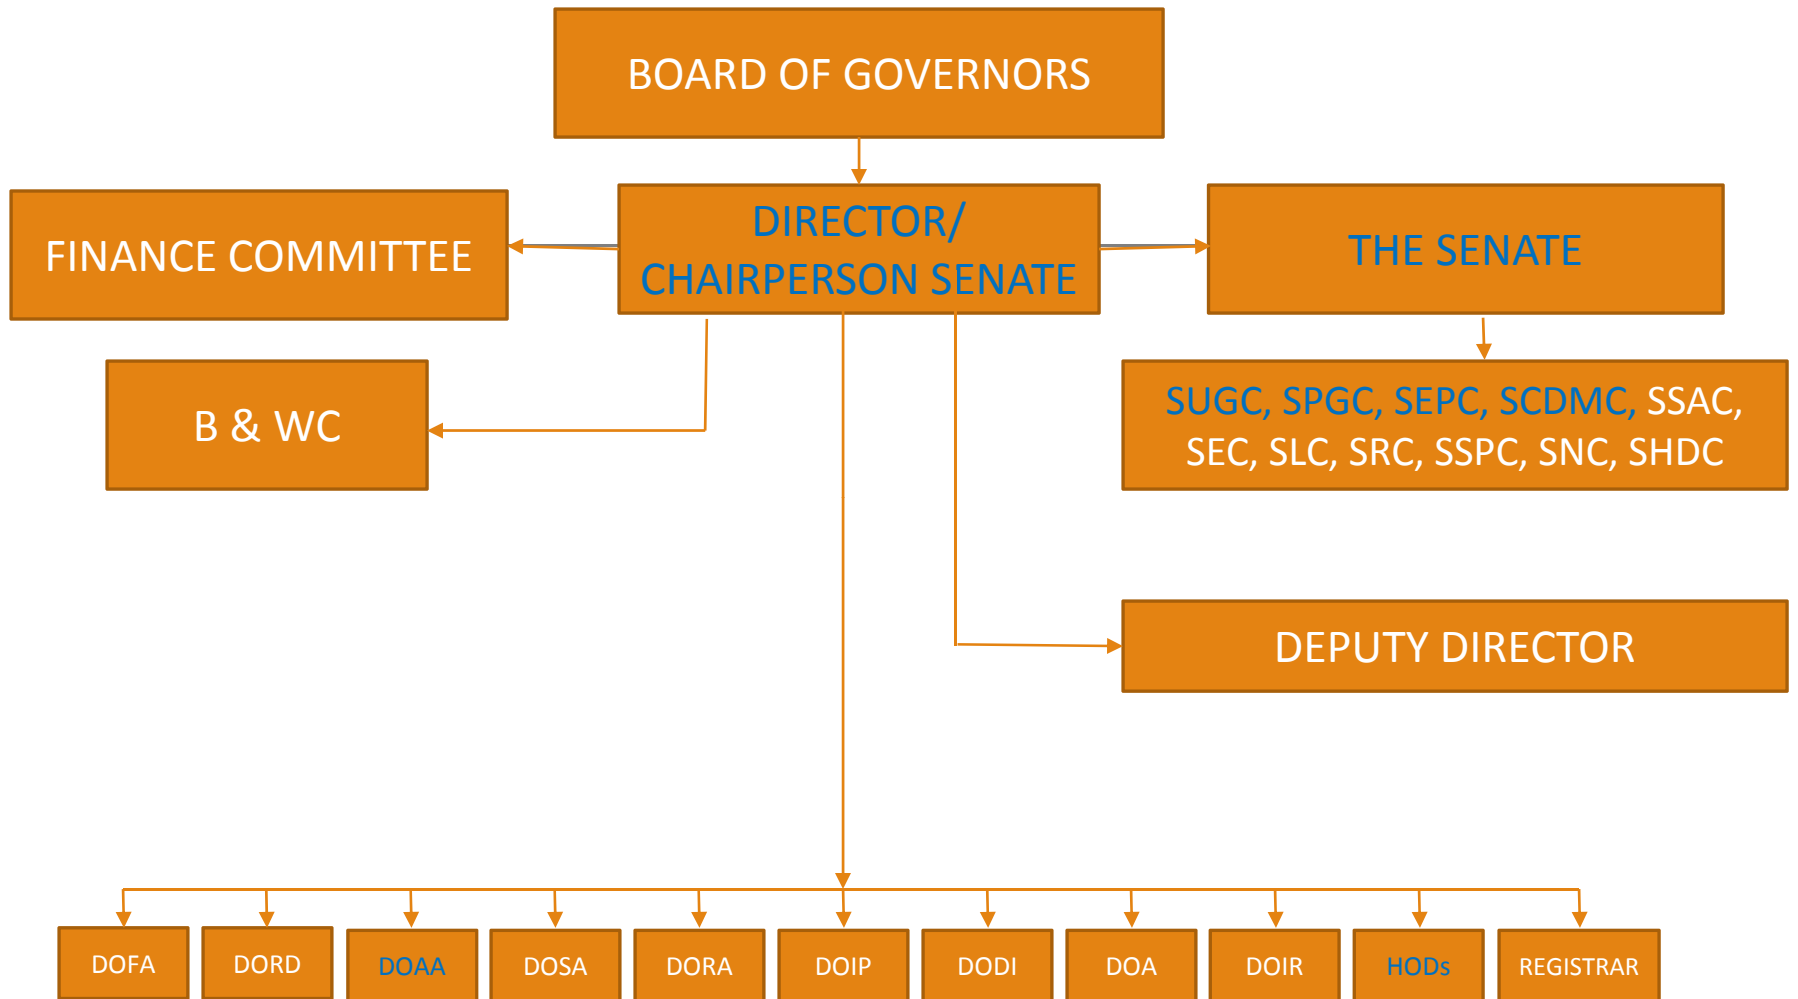 BOARD OF GOVERNORS
FINANCE COMMITTEE
DIRECTOR/
CHAIRPERSON SENATE
THE SENATE
B & WC
SUGC, SPGC, SEPC, SCDMC, SSAC,
SEC, SLC, SRC, SSPC, SNC, SHDC
DEPUTY DIRECTOR
DOFA
DORD
DOAA
DOSA
DORA
DOIP
DODI
DOA
DOIR
HODs
REGISTRAR